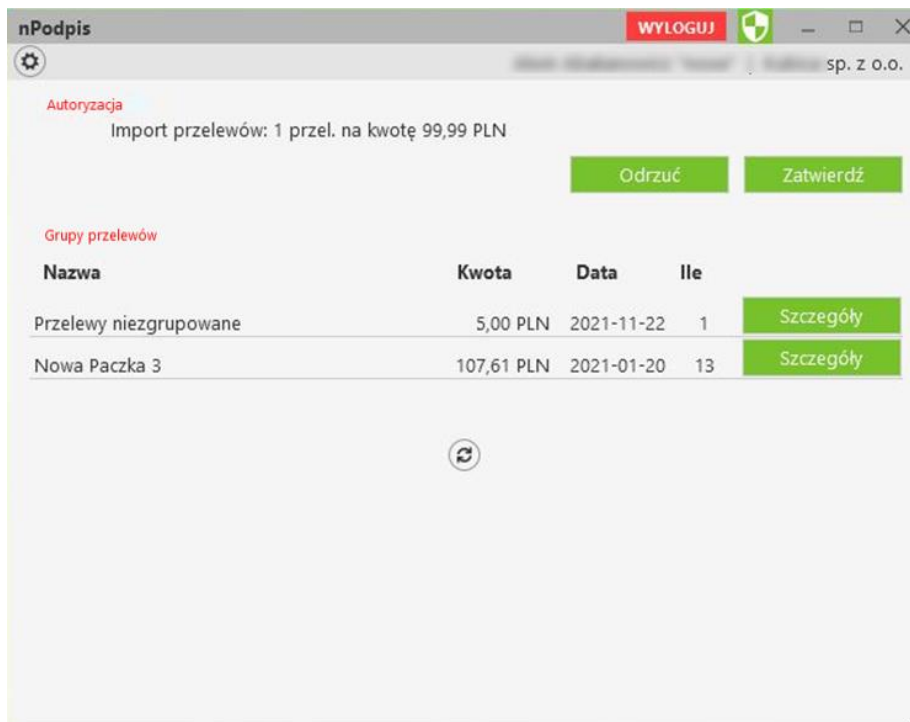 nPodpis WYLOGUJ
sp. z o.o.
Autoryzacja
Import przelewów: 1 przel. na kwotę 99,99 PLN
Odrzuć Zatwierdź
Grupy przelewów
Nazwa Kwota Data Ile
Przelewy niezgrupowane 5,00 PLN 2021-11-22 1 Szczegóły
Nowa Paczka 3 107,61 PLN 2021-01-20 13 Szczegóły